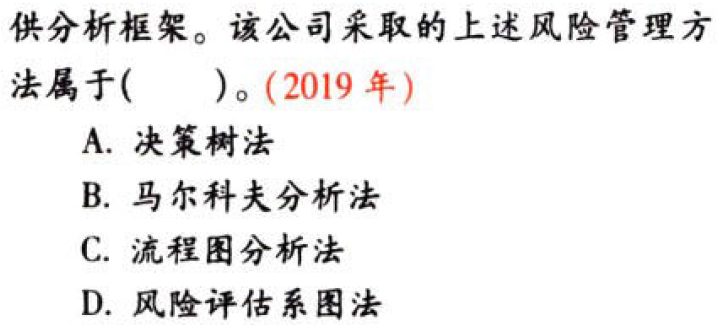 供分析框架。该公司采取的上述风险管理方
法属于(　　)。(2019 年)
A. 决策树法
B. 马尔科夫分析法
C. 流程图分析法
D. 风险评估系图法